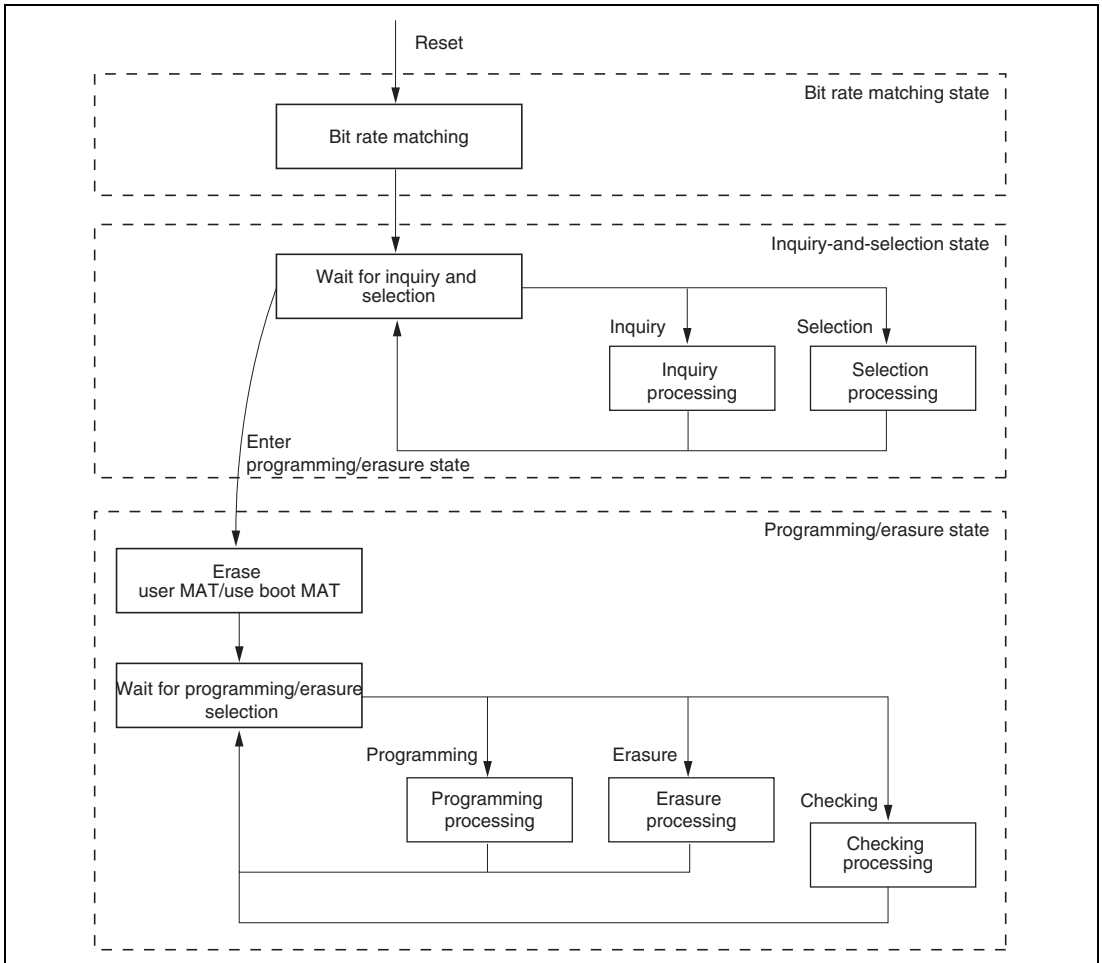 Reset
Bit rate matching state
Bit rate matching
Inquiry-and-selection state
Wait for inquiry and
selection
Inquiry
Selection
Inquiry
processing
Selection
processing
Enter
programming/erasure state
Programming/erasure state
Erase
user MAT/use boot MAT
Wait for programming/erasure
selection
Programming
Erasure
Checking
Programming
processing
Erasure
processing
Checking
processing